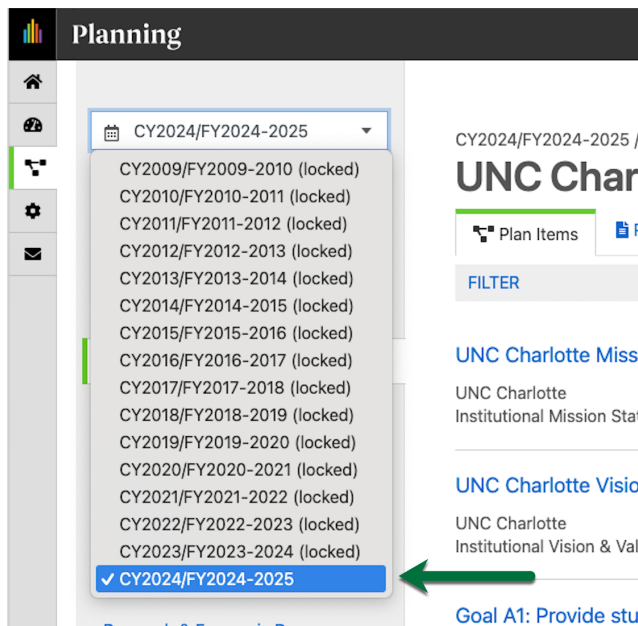 Planning
CY2024/FY2024-2025
CY2009/FY2009-2010 (locked)
CY2010/FY2010-2011 (locked)
CY2011/FY2011-2012 (locked)
CY2012/FY2012-2013 (locked)
CY2013/FY2013-2014 (locked)
CY2014/FY2014-2015 (locked)
CY2015/FY2015-2016 (locked)
CY2016/FY2016-2017 (locked)
CY2017/FY2017-2018 (locked)
CY2018/FY2018-2019 (locked)
CY2019/FY2019-2020 (locked)
CY2020/FY2020-2021 (locked)
CY2021/FY2021-2022 (locked)
CY2022/FY2022-2023 (locked)
CY2023/FY2023-2024 (locked)
✓ CY2024/FY2024-2025
CY2024/FY2024-2025 /
UNC Char
Plan Items
FILTER
UNC Charlotte Miss
UNC Charlotte
Institutional Mission Sta
UNC Charlotte Visio
UNC Charlotte
Institutional Vision & Val
Goal A1: Provide stu